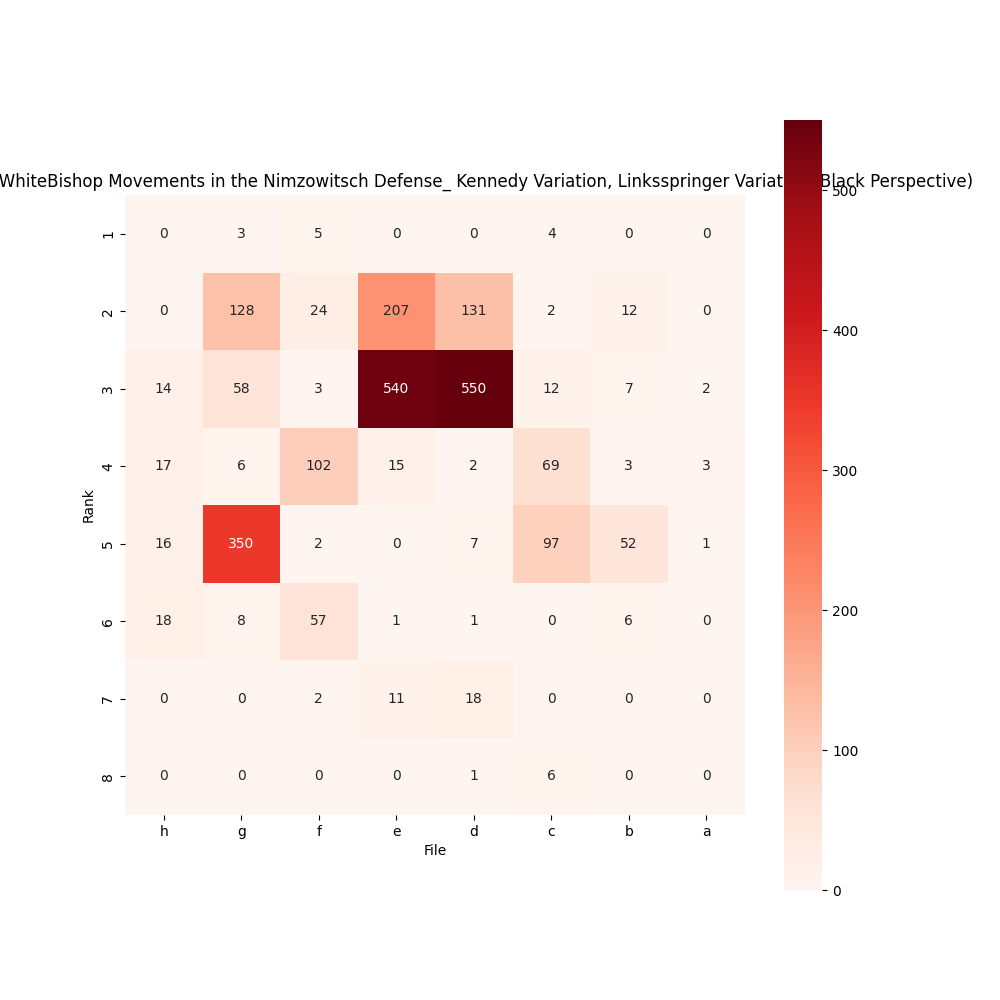 WhiteBishop Movements in the Nimzowitsch Defense_ Kennedy Variation, Linksspringer Variat Black Perspective)
1 0 3 5 0 0 4 0 0
2 0 128 24 207 131 2 12 0
3 14 58 3 540 550 12 7 2
4 17 6 102 15 2 69 3 3
5 16 350 2 0 7 97 52 1
6 18 8 57 1 1 0 6 0
7 0 0 2 11 18 0 0 0
8 0 0 0 0 1 6 0 0
h g f e d c b a
File
Rank
500
400
300
200
100
0